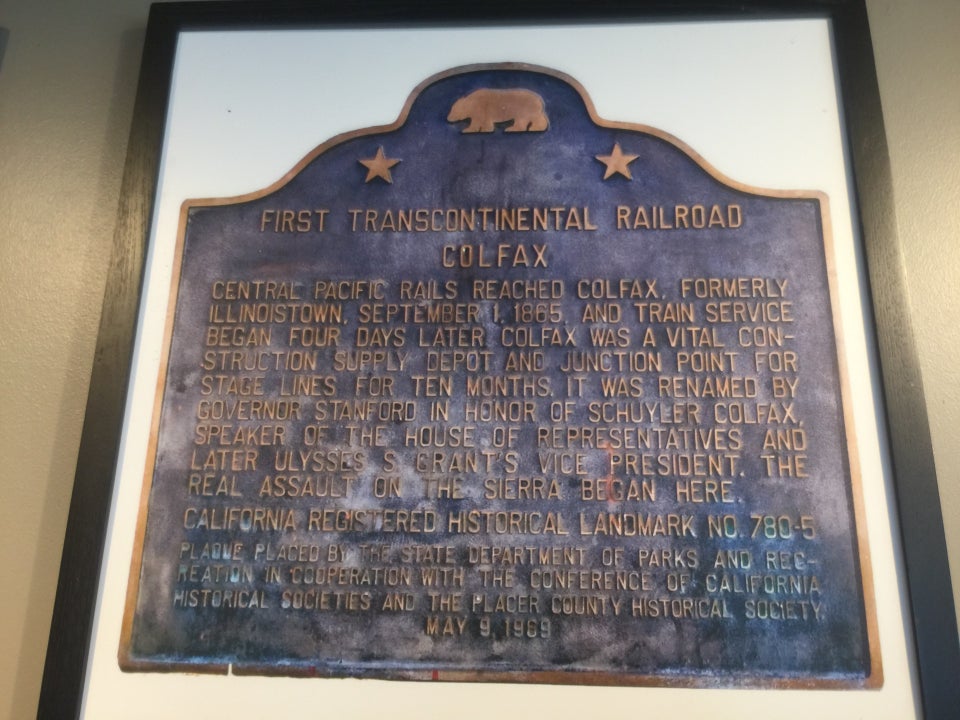 FIRST TRANSCONTINENTAL RAILROAD
COLFAX
CENTRAL PACIFIC RAILS REACHED COLFAX, FORMERLY
ILLINOISTOWN, SEPTEMBER 1, 1865, AND TRAIN SERVICE
BEGAN FOUR DAYS LATER. COLFAX WAS A VITAL CON-
STRUCTION SUPPLY DEPOT AND JUNCTION POINT FOR
STAGE LINES FOR TEN MONTHS. IT WAS RENAMED BY
GOVERNOR STANFORD IN HONOR OF SCHUYLER COLFAX,
SPEAKER OF THE HOUSE OF REPRESENTATIVES AND
LATER ULYSSES S. GRANT'S VICE PRESIDENT. THE
REAL ASSAULT ON THE SIERRA BEGAN HERE.
CALIFORNIA REGISTERED HISTORICAL LANDMARK NO. 780-5
PLAQUE PLACED BY THE STATE DEPARTMENT OF PARKS AND REC-
REATION IN COOPERATION WITH THE CONFERENCE OF CALIFORNIA
HISTORICAL SOCIETIES AND THE PLACER COUNTY HISTORICAL SOCIETY,
MAY 9, 1969